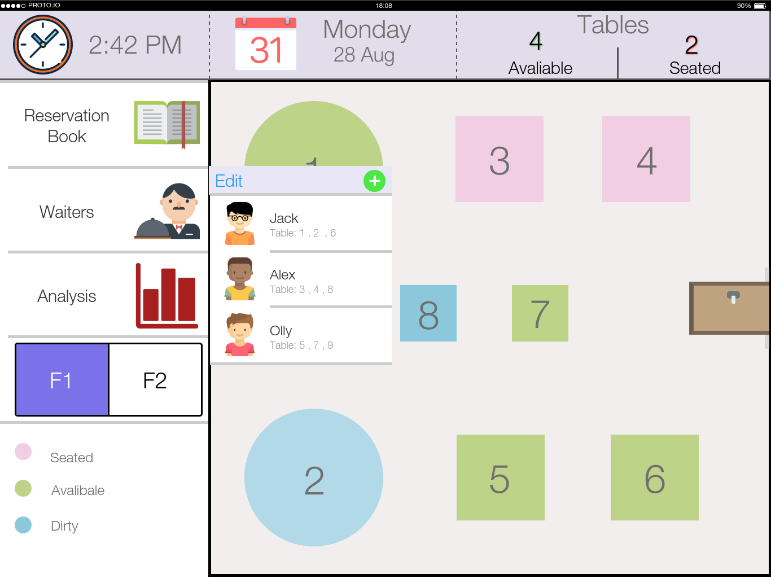 PROTO.IO
18:08
90%
2:42 PM
31
Monday
28 Aug
Tables
4
Avaliable
2
Seated
Reservation
Book
Waiters
Analysis
F1
F2
Seated
Avalibale
Dirty
1
3
4
Edit
+
Jack
Table: 1 , 2 , 6
Alex
Table: 3 , 4 , 8
Olly
Table: 5 , 7 , 9
8
7
2
5
6